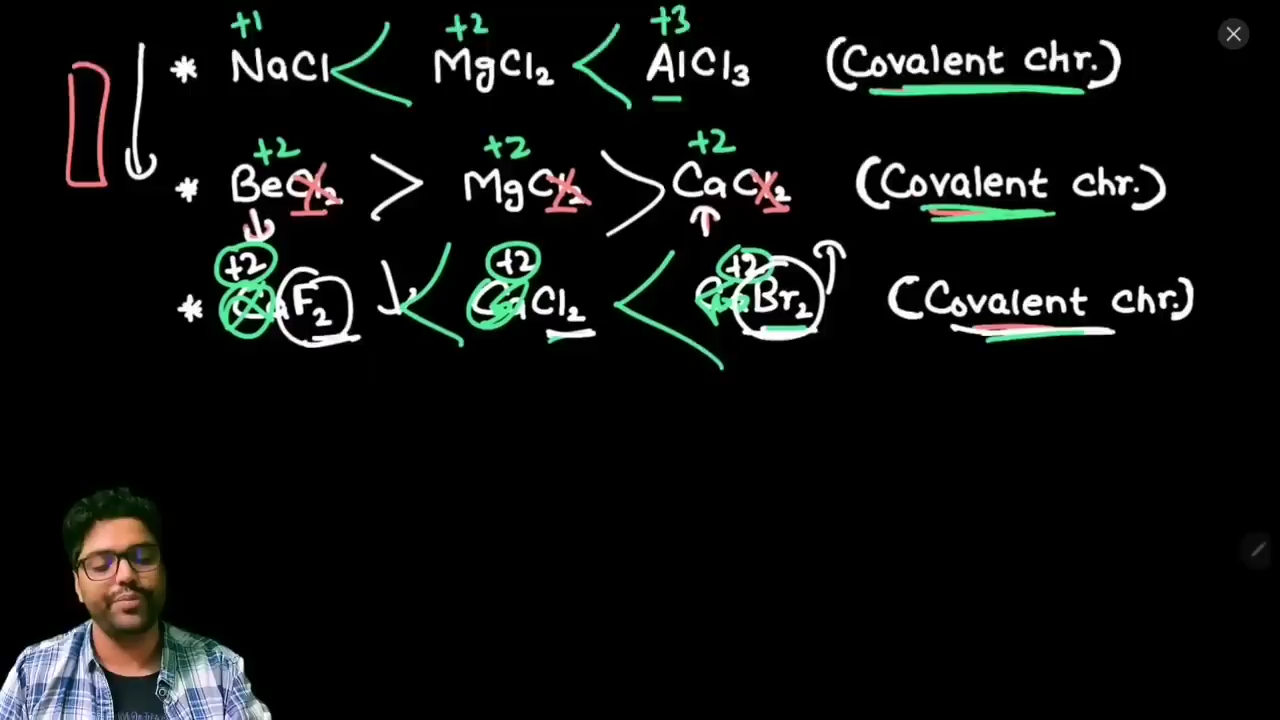 +1 +2 +3
* NaCl < MgCl2 < AlCl3 (Covalent chr.)
+2 +2 +2
* BeCl2 > MgCl2 > CaCl2 (Covalent chr.)
+2 +2 +2
* CaF2 < CaCl2 < CaBr2 (Covalent chr.)